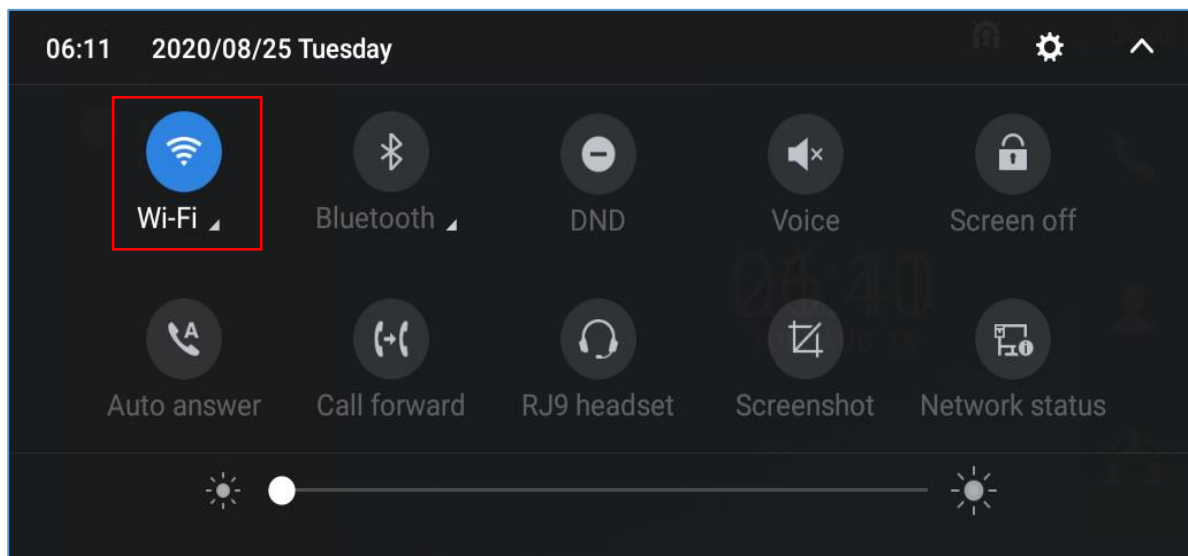 06:11 2020/08/25 Tuesday
Wi-Fi Bluetooth DND Voice Screen off
Auto answer Call forward RJ9 headset Screenshot Network status